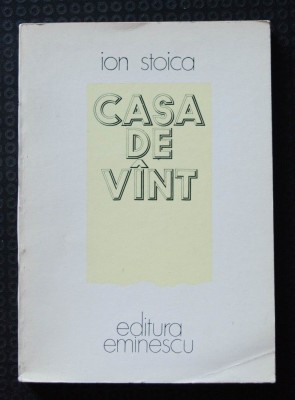 ion stoica
CASA
DE
VÎNT
editura
eminescu